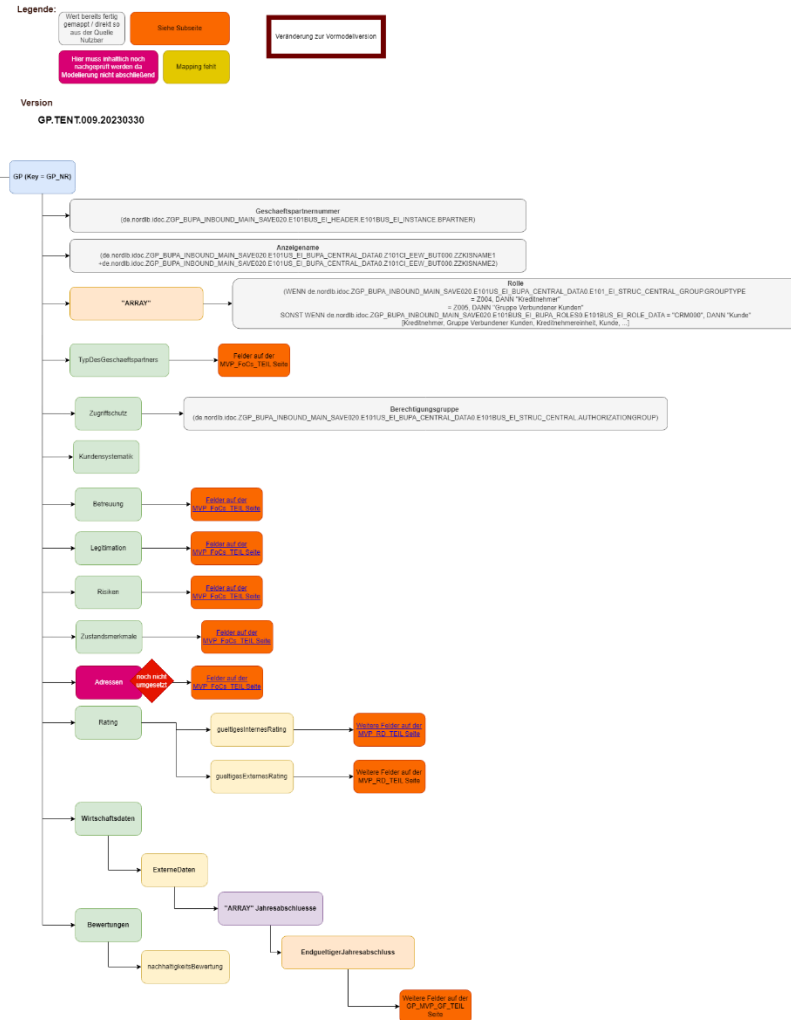 Legende:
Wert bereits fertig
gemappt / direkt so
aus der Quelle
Nutzbar
Siehe Subseite
Veränderung zur Vormodellversion
Hier muss inhaltlich noch
nachgeprüft werden da
Modellierung nicht abschließend
Mapping fehlt
Version
GP.TENT.009.20230330
GP (Key = GP_NR)
Geschaeftspartnernummer
(de.nordlb.idoc.ZGP_BUPA_INBOUND_MAIN_SAVE020.E101BUS_EI_HEADER.E101BUS_EI_INSTANCE.BPARTNER)
Anzeigename
(de.nordlb.idoc.ZGP_BUPA_INBOUND_MAIN_SAVE020.E101US_EI_BUPA_CENTRAL_DATA0.Z101CI_EEW_BUT000.ZZKISNAME1
+de.nordlb.idoc.ZGP_BUPA_INBOUND_MAIN_SAVE020.E101US_EI_BUPA_CENTRAL_DATA0.Z101CI_EEW_BUT000.ZZKISNAME2)
"ARRAY"
Rolle
(WENN de.nordlb.idoc.ZGP_BUPA_INBOUND_MAIN_SAVE020.E101US_EI_BUPA_CENTRAL_DATA0.E101_EI_STRUC_CENTRAL_GROUP.GROUPTYPE
= Z004, DANN "Kreditnehmer"
= Z005, DANN "Gruppe Verbundener Kunden"
SONST WENN de.nordlb.idoc.ZGP_BUPA_INBOUND_MAIN_SAVE020.E101BUS_EI_BUPA_ROLES9.E101BUS_EI_ROLE_DATA = "CRM000", DANN "Kunde"
[Kreditnehmer, Gruppe Verbundener Kunden, Kreditnehmereinheit, Kunde, ...]
TypDesGeschaeftspartners
Felder auf der
MVP_FoCs_TEIL Seite
Zugriffschutz
Berechtigungsgruppe
(de.nordlb.idoc.ZGP_BUPA_INBOUND_MAIN_SAVE020.E101US_EI_BUPA_CENTRAL_DATA0.E101BUS_EI_STRUC_CENTRAL.AUTHORIZATIONGROUP)
Kundensystematik
Betreuung
Felder auf der
MVP_FoCs_TEIL Seite
Legitimation
Felder auf der
MVP_FoCs_TEIL Seite
Risiken
Felder auf der
MVP_FoCs_TEIL Seite
Zustandsmerkmale
Felder auf der
MVP_FoCs_TEIL Seite
Adressen
noch nicht
umgesetzt
Felder auf der
MVP_FoCs_TEIL Seite
Rating
gueltigesInternesRating
Weitere Felder auf der
MVP_RD_TEIL Seite
gueltigesExternesRating
Weitere Felder auf der
MVP_RD_TEIL Seite
Wirtschaftsdaten
ExterneDaten
"ARRAY" Jahresabschluesse
Bewertungen
EndgueltigerJahresabschluss
nachhaltigkeitsBewertung
Weitere Felder auf der
GP_MVP_GF_TEIL
Seite